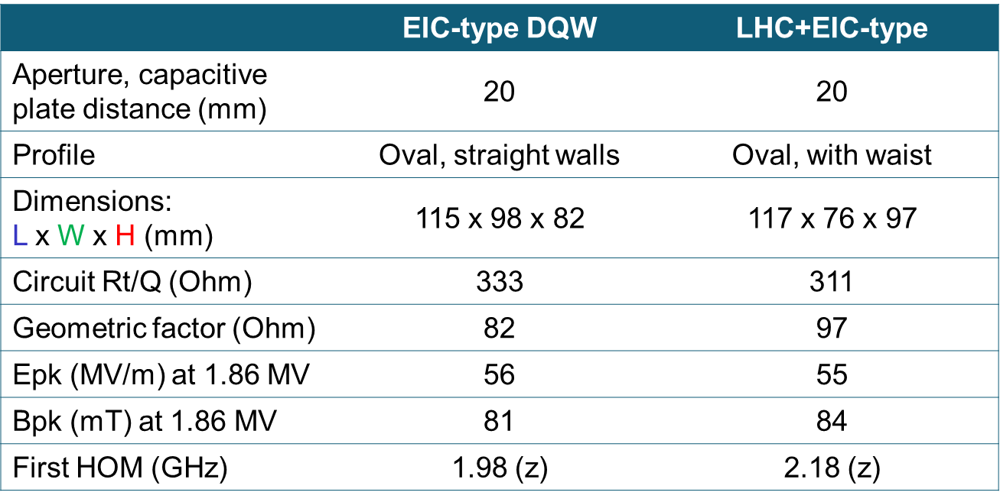 EIC-type DQW LHC+EIC-type
Aperture, capacitive
plate distance (mm) 20 20
Profile Oval, straight walls Oval, with waist
Dimensions:
L x W x H (mm) 115 x 98 x 82 117 x 76 x 97
Circuit Rt/Q (Ohm) 333 311
Geometric factor (Ohm) 82 97
Epk (MV/m) at 1.86 MV 56 55
Bpk (mT) at 1.86 MV 81 84
First HOM (GHz) 1.98 (z) 2.18 (z)